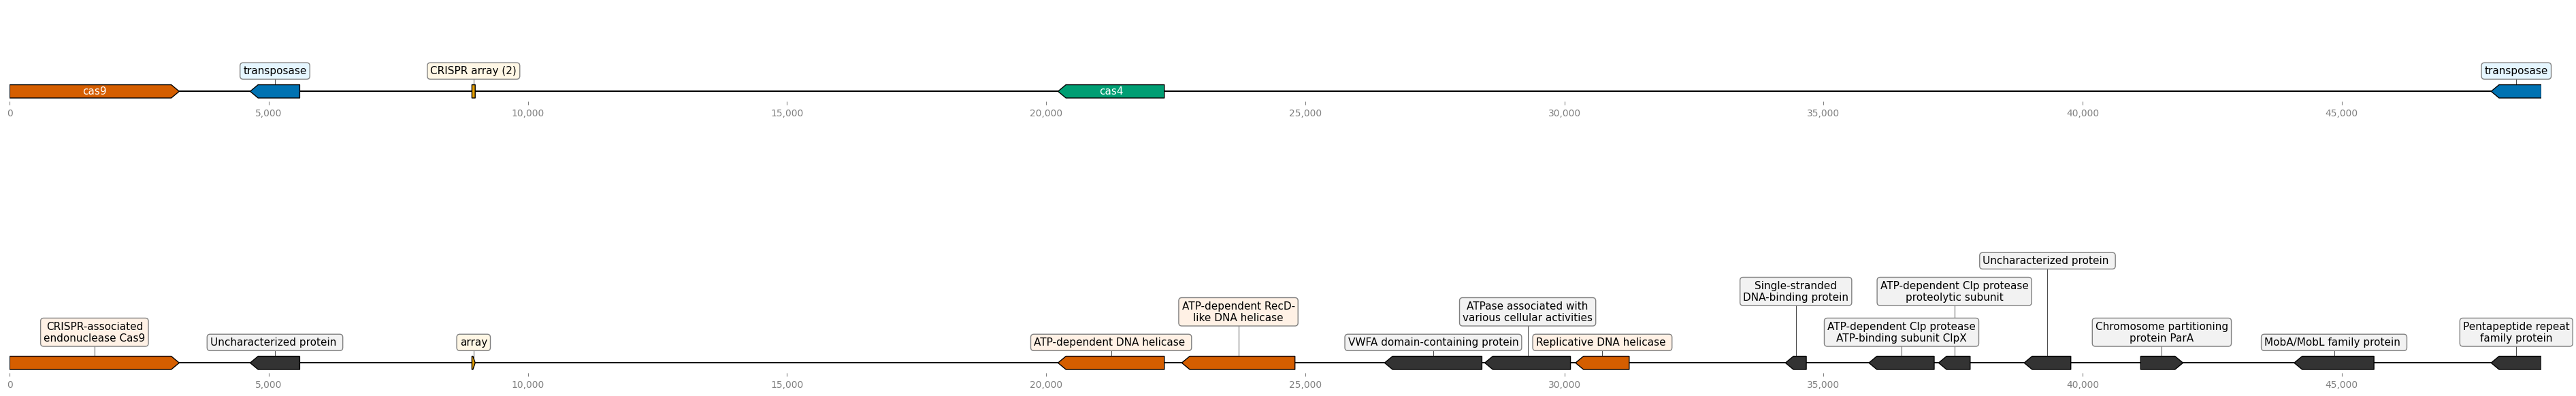 transposase
CRISPR array (2)
transposase
cas9
cas4
0
5,000
10,000
15,000
20,000
25,000
30,000
35,000
40,000
45,000
Uncharacterized protein
Single-stranded
DNA-binding protein
ATP-dependent Clp protease
proteolytic subunit
ATP-dependent RecD-
like DNA helicase
ATPase associated with
various cellular activities
CRISPR-associated
endonuclease Cas9
Uncharacterized protein
array
ATP-dependent DNA helicase
VWFA domain-containing protein
Replicative DNA helicase
ATP-dependent Clp protease
ATP-binding subunit ClpX
Chromosome partitioning
protein ParA
MobA/MobL family protein
Pentapeptide repeat
family protein
0
5,000
10,000
15,000
20,000
25,000
30,000
35,000
40,000
45,000